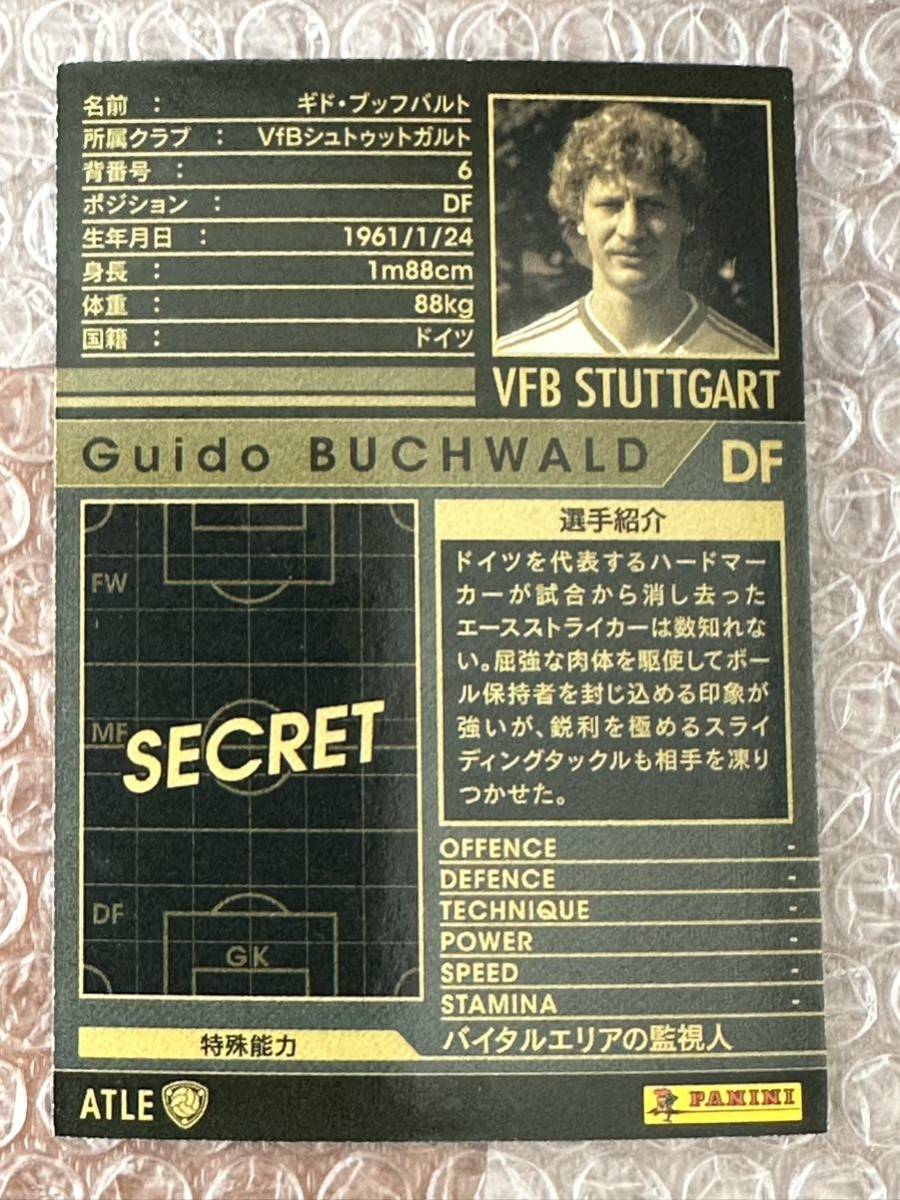 名前 : ギド・ブッフバルト
所属クラブ : VfBシュトゥットガルト
背番号 : 6
ポジション : DF
生年月日 : 1961/1/24
身長 : 1m88cm
体重 : 88kg
国籍 : ドイツ
VFB STUTTGART
Guido BUCHWALD DF
FW
MF
SECRET
DF
GK
選手紹介
ドイツを代表するハードマー
カーが試合から消し去った
エースストライカーは数知れな
い。屈強な肉体を駆使してボー
ル保持者を封じ込める印象が
強いが、鋭利を極めるスライ
ディングタックルも相手を凍り
つかせた。
OFFENCE -
DEFENCE -
TECHNIQUE -
POWER -
SPEED -
STAMINA -
特殊能力 バイタルエリアの監視人
ATLE
PANINI